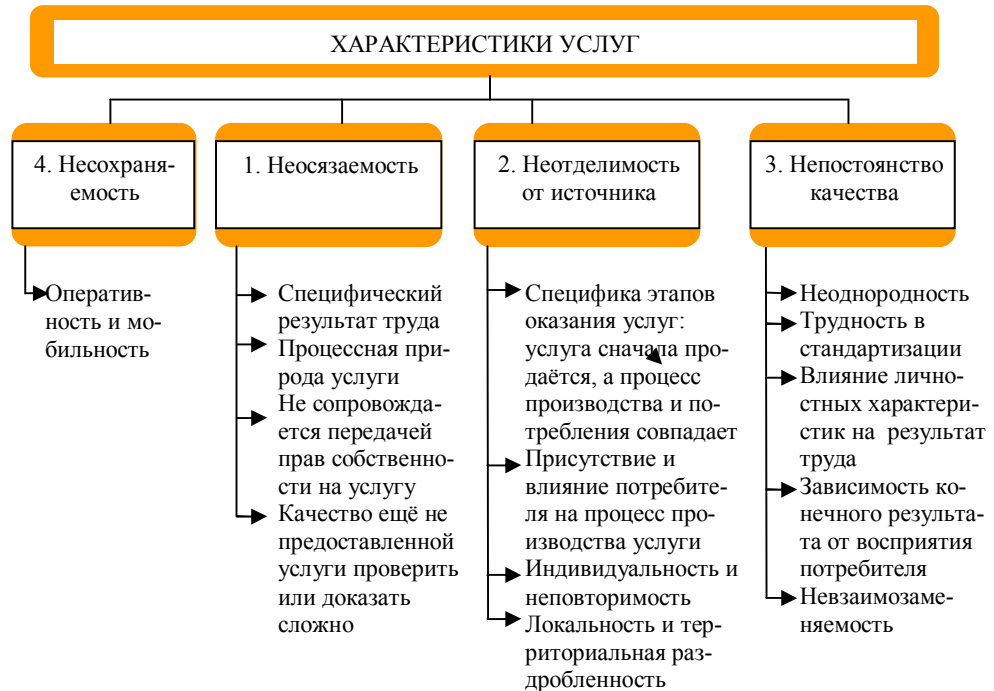 ХАРАКТЕРИСТИКИ УСЛУГ
4. Несохраня-
емость
Оператив-
ность и мо-
бильность
1. Неосязаемость
Специфический
результат труда
Процессная при-
рода услуги
Не сопровожда-
ется передачей
прав собственно-
сти на услугу
Качество ещё не
предоставленной
услуги проверить
или доказать
сложно
2. Неотделимость
от источника
Специфика этапов
оказания услуг:
услуга сначала про-
даётся, а процесс
производства и по-
требления совпадает
Присутствие и
влияние потребите-
ля на процесс про-
изводства услуги
Индивидуальность и
неповторимость
Локальность и тер-
риториальная раз-
дробленность
3. Непостоянство
качества
Неоднородность
Трудность в
стандартизации
Влияние лично-
стных характери-
стик на результат
труда
Зависимость ко-
нечного результа-
та от восприятия
потребителя
Невзаимозаме-
няемость